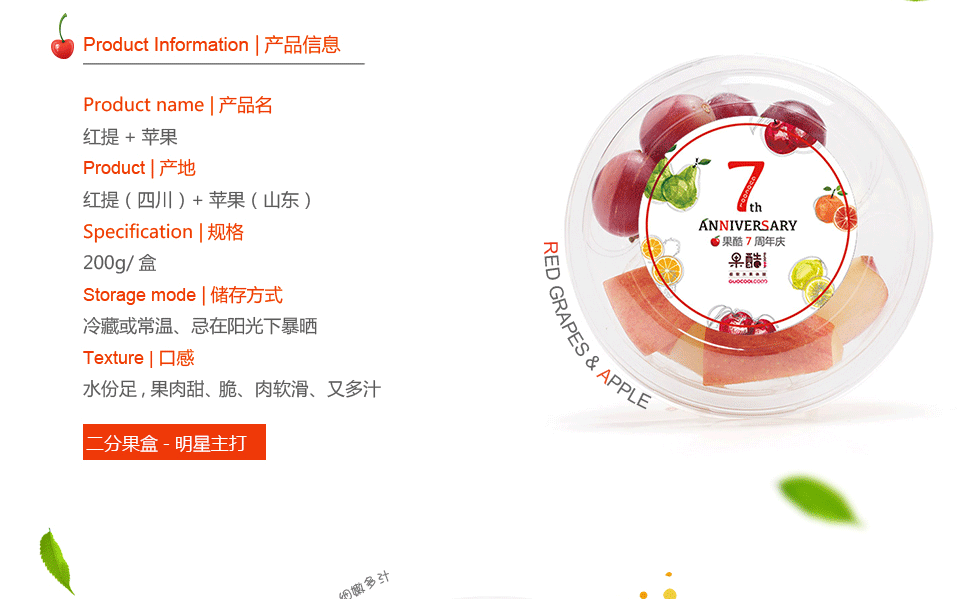 Product Information | 产品信息
Product name | 产品名
红提 + 苹果
Product | 产地
红提 ( 四川 ) + 苹果 ( 山东 )
Specification | 规格
200g/ 盒
Storage mode | 储存方式
冷藏或常温、忌在阳光下暴晒
Texture | 口感
水份足 , 果肉甜、脆、肉软滑、又多汁
二分果盒 - 明星主打
7th
ANNIVERSARY
果酷 7 周年庆
果酷
GUOCOOL.COM
RED GRAPES & APPLE
细嫩多汁